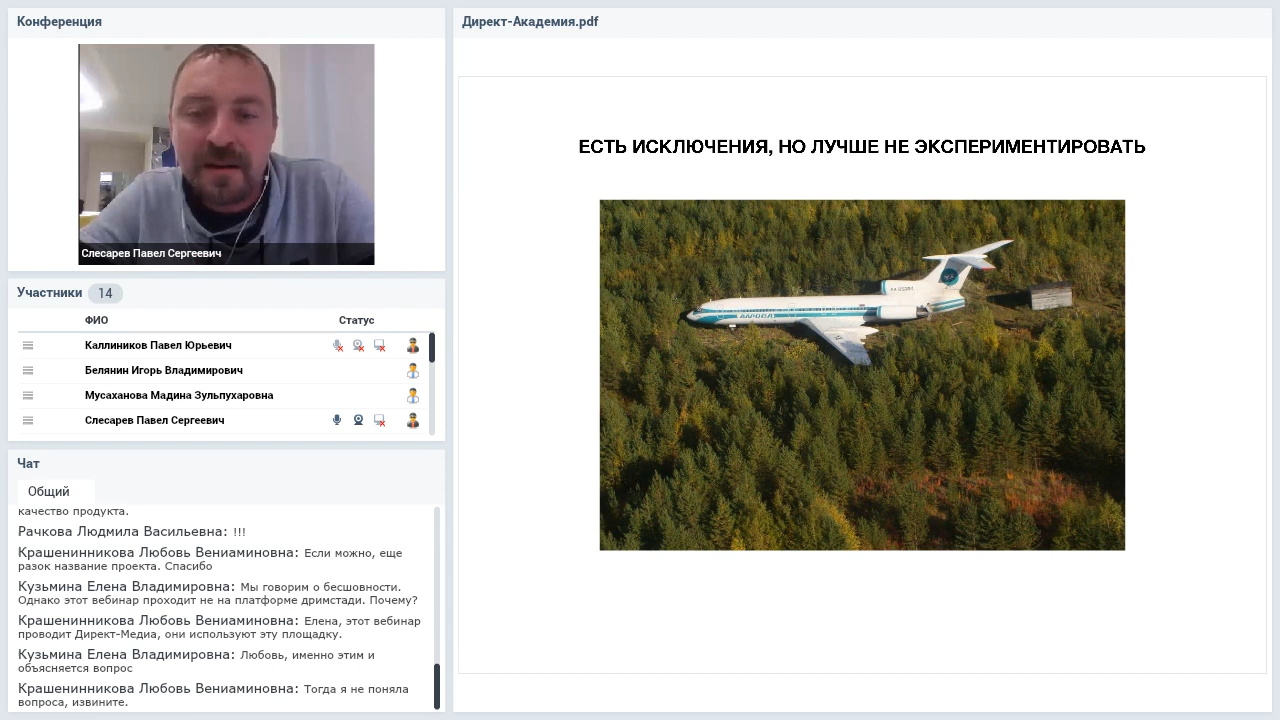 Конференция
Слесарев Павел Сергеевич
Участники 14
ФИО Статус
Каллиников Павел Юрьевич
Белянин Игорь Владимирович
Мусаханова Мадина Зульпухаровна
Слесарев Павел Сергеевич
Чат
Общий
качество продукта.
Рачкова Людмила Васильевна: !!!
Крашенинникова Любовь Вениаминовна: Если можно, еще
разок название проекта. Спасибо
Кузьмина Елена Владимировна: Мы говорим о бесшовности.
Однако этот вебинар проходит не на платформе дримстади. Почему?
Крашенинникова Любовь Вениаминовна: Елена, этот вебинар
проводит Директ-Медиа, они используют эту площадку.
Кузьмина Елена Владимировна: Любовь, именно этим и
объясняется вопрос
Крашенинникова Любовь Вениаминовна: Тогда я не поняла
вопроса, извините.
Директ-Академия.pdf
ЕСТЬ ИСКЛЮЧЕНИЯ, НО ЛУЧШЕ НЕ ЭКСПЕРИМЕНТИРОВАТЬ